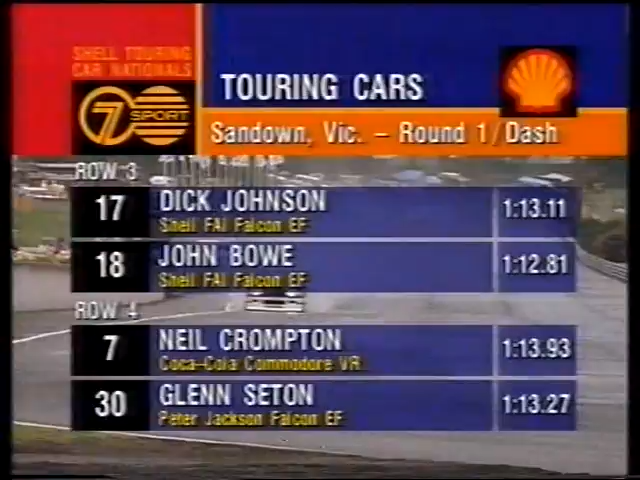 SHELL TOURING
CAR NATIONALS
7 SPORT
TOURING CARS
Sandown, Vic. - Round 1/Dash
ROW 3
17 DICK JOHNSON 1:13.11
Shell FAI Falcon EF
18 JOHN BOWE 1:12.81
Shell FAI Falcon EF
ROW 4
7 NEIL CROMPTON 1:13.93
Coca-Cola Commodore VR
30 GLENN SETON 1:13.27
Peter Jackson Falcon EF